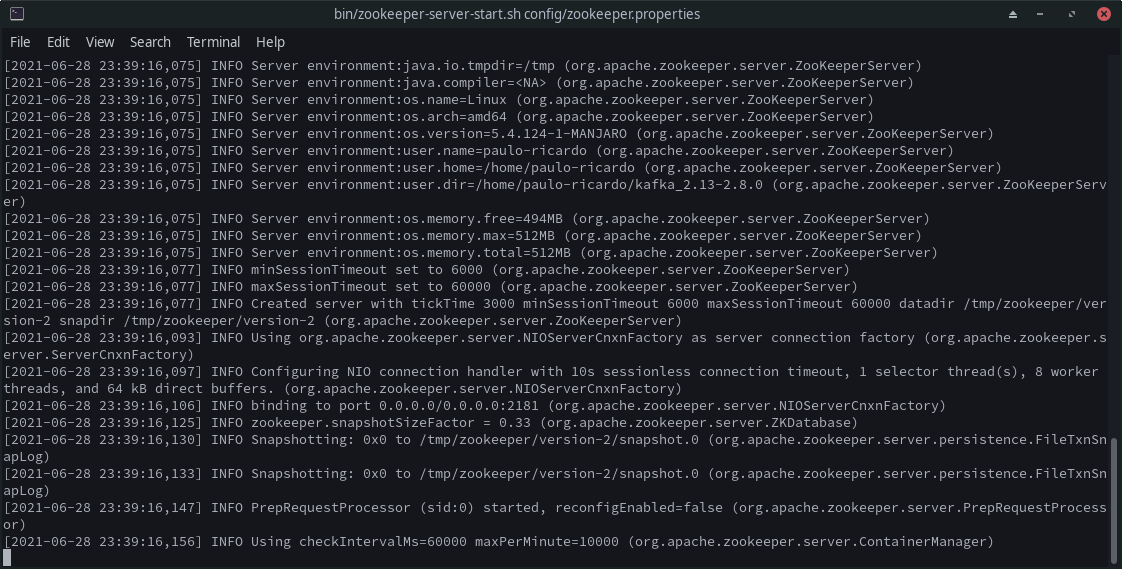 bin/zookeeper-server-start.sh config/zookeeper.properties
File Edit View Search Terminal Help
[2021-06-28 23:39:16,075] INFO Server environment:java.io.tmpdir=/tmp (org.apache.zookeeper.server.ZooKeeperServer)
[2021-06-28 23:39:16,075] INFO Server environment:java.compiler=<NA> (org.apache.zookeeper.server.ZooKeeperServer)
[2021-06-28 23:39:16,075] INFO Server environment:os.name=Linux (org.apache.zookeeper.server.ZooKeeperServer)
[2021-06-28 23:39:16,075] INFO Server environment:os.arch=amd64 (org.apache.zookeeper.server.ZooKeeperServer)
[2021-06-28 23:39:16,075] INFO Server environment:os.version=5.4.124-1-MANJARO (org.apache.zookeeper.server.ZooKeeperServer)
[2021-06-28 23:39:16,075] INFO Server environment:user.name=paulo-ricardo (org.apache.zookeeper.server.ZooKeeperServer)
[2021-06-28 23:39:16,075] INFO Server environment:user.home=/home/paulo-ricardo (org.apache.zookeeper.server.ZooKeeperServer)
[2021-06-28 23:39:16,075] INFO Server environment:user.dir=/home/paulo-ricardo/kafka_2.13-2.8.0 (org.apache.zookeeper.server.ZooKeeperServ
er)
[2021-06-28 23:39:16,075] INFO Server environment:os.memory.free=494MB (org.apache.zookeeper.server.ZooKeeperServer)
[2021-06-28 23:39:16,075] INFO Server environment:os.memory.max=512MB (org.apache.zookeeper.server.ZooKeeperServer)
[2021-06-28 23:39:16,075] INFO Server environment:os.memory.total=512MB (org.apache.zookeeper.server.ZooKeeperServer)
[2021-06-28 23:39:16,077] INFO minSessionTimeout set to 6000 (org.apache.zookeeper.server.ZooKeeperServer)
[2021-06-28 23:39:16,077] INFO maxSessionTimeout set to 60000 (org.apache.zookeeper.server.ZooKeeperServer)
[2021-06-28 23:39:16,077] INFO Created server with tickTime 3000 minSessionTimeout 6000 maxSessionTimeout 60000 datadir /tmp/zookeeper/ver
sion-2 snapdir /tmp/zookeeper/version-2 (org.apache.zookeeper.server.ZooKeeperServer)
[2021-06-28 23:39:16,093] INFO Using org.apache.zookeeper.server.NIOServerCnxnFactory as server connection factory (org.apache.zookeeper.s
erver.ServerCnxnFactory)
[2021-06-28 23:39:16,097] INFO Configuring NIO connection handler with 10s sessionless connection timeout, 1 selector thread(s), 8 worker
threads, and 64 kB direct buffers. (org.apache.zookeeper.server.NIOServerCnxnFactory)
[2021-06-28 23:39:16,106] INFO binding to port 0.0.0.0/0.0.0.0:2181 (org.apache.zookeeper.server.NIOServerCnxnFactory)
[2021-06-28 23:39:16,125] INFO zookeeper.snapshotSizeFactor = 0.33 (org.apache.zookeeper.server.ZKDatabase)
[2021-06-28 23:39:16,130] INFO Snapshotting: 0x0 to /tmp/zookeeper/version-2/snapshot.0 (org.apache.zookeeper.server.persistence.FileTxnSn
apLog)
[2021-06-28 23:39:16,133] INFO Snapshotting: 0x0 to /tmp/zookeeper/version-2/snapshot.0 (org.apache.zookeeper.server.persistence.FileTxnSn
apLog)
[2021-06-28 23:39:16,147] INFO PrepRequestProcessor (sid:0) started, reconfigEnabled=false (org.apache.zookeeper.server.PrepRequestProcess
or)
[2021-06-28 23:39:16,156] INFO Using checkIntervalMs=60000 maxPerMinute=10000 (org.apache.zookeeper.server.ContainerManager)